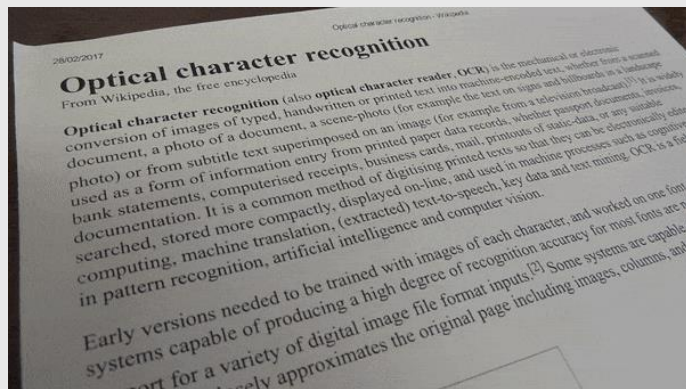 Optical character recognition - Wikipedia
28/02/2017
Optical character recognition
From Wikipedia, the free encyclopedia
Optical character recognition (also optical character reader, OCR) is the mechanical or electronic
conversion of images of typed, handwritten or printed text into machine-encoded text, whether from a scanned
document, a photo of a document, a scene-photo (for example the text on signs and billboards in a landscape
photo) or from subtitle text superimposed on an image (for example from a television broadcast).[1] It is widely
used as a form of information entry from printed paper data records, whether passport documents, invoices,
bank statements, computerised receipts, business cards, mail, printouts of static-data, or any suitable
documentation. It is a common method of digitising printed texts so that they can be electronically
searched, stored more compactly, displayed on-line, and used in machine processes such as cognitive
computing, machine translation, (extracted) text-to-speech, key data and text mining. OCR is a
in pattern recognition, artificial intelligence and computer vision.
Early versions needed to be trained with images of each character, and worked on one font
systems capable of producing a high degree of recognition accuracy for most fonts are
for a variety of digital image file format inputs.[2] Some systems are capable
approximates the original page including images, columns, and